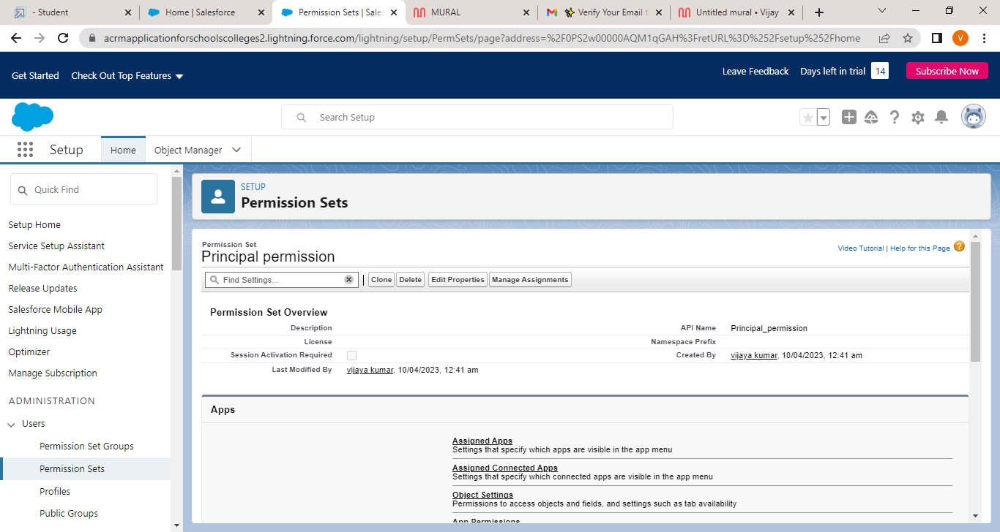 - Student
Home | Salesforce
Permission Sets | Sales
MURAL
Verify Your Email t
Untitled mural • Vijay
acrmapplicationforschoolscolleges2.lightning.force.com/lightning/setup/PermSets/page?address=%2F0PS2w00000AQM1qGAH%3FretURL%3D%252Fsetup%252Fhome
V
Get Started
Check Out Top Features
Leave Feedback
Days left in trial
14
Subscribe Now
Search Setup
Setup
Home
Object Manager
Quick Find
Setup Home
Service Setup Assistant
Multi-Factor Authentication Assistant
Release Updates
Salesforce Mobile App
Lightning Usage
Optimizer
Manage Subscription
ADMINISTRATION
Users
Permission Set Groups
Permission Sets
Profiles
Public Groups
SETUP
Permission Sets
Permission Set
Principal permission
Video Tutorial | Help for this Page ?
Find Settings...
Clone
Delete
Edit Properties
Manage Assignments
Permission Set Overview
Description
API Name Principal_permission
License
Namespace Prefix
Session Activation Required
Created By vijaya kumar, 10/04/2023, 12:41 am
Last Modified By vijaya kumar, 10/04/2023, 12:41 am
Apps
Assigned Apps
Settings that specify which apps are visible in the app menu
Assigned Connected Apps
Settings that specify which connected apps are visible in the app menu
Object Settings
Permissions to access objects and fields, and settings such as tab availability
App Permissions